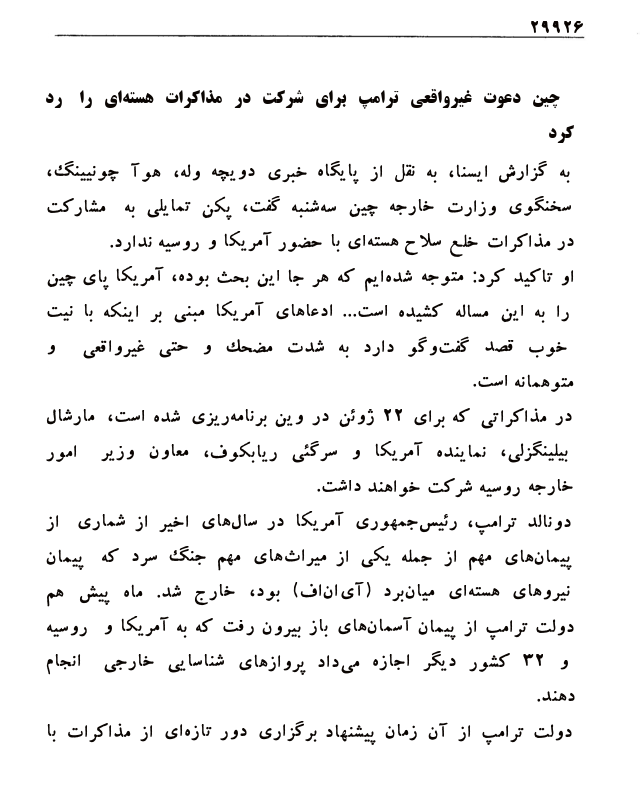 ۲۹۹۲۶
چین دعوت غیرواقعی ترامپ برای شرکت در مذاکرات هسته‌ای را رد
کرد
به گزارش ایسنا، به نقل از پایگاه خبری دویچه وله، هوآ چونیینگ،
سخنگوی وزارت خارجه چین سه‌شنبه گفت، پکن تمایلی به مشارکت
در مذاکرات خلع سلاح هسته‌ای با حضور آمریکا و روسیه ندارد.
او تاکید کرد: متوجه شده‌ایم که هر جا این بحث بوده، آمریکا پای چین
را به این مساله کشیده است... ادعاهای آمریکا مبنی بر اینکه با نیت
خوب قصد گفت‌وگو دارد به شدت مضحک و حتی غیرواقعی و
متوهمانه است.
در مذاکراتی که برای ۲۲ ژوئن در وین برنامه‌ریزی شده است، مارشال
بیلینگزلی، نماینده آمریکا و سرگئی ریابکوف، معاون وزیر امور
خارجه روسیه شرکت خواهند داشت.
دونالد ترامپ، رئیس‌جمهوری آمریکا در سال‌های اخیر از شماری از
پیمان‌های مهم از جمله یکی از میراث‌های مهم جنگ سرد که پیمان
نیروهای هسته‌ای میان‌برد (آی‌ان‌اف) بود، خارج شد. ماه پیش هم
دولت ترامپ از پیمان آسمان‌های باز بیرون رفت که به آمریکا و روسیه
و ۳۲ کشور دیگر اجازه می‌داد پروازهای شناسایی خارجی انجام
دهند.
دولت ترامپ از آن زمان پیشنهاد برگزاری دور تازه‌ای از مذاکرات با